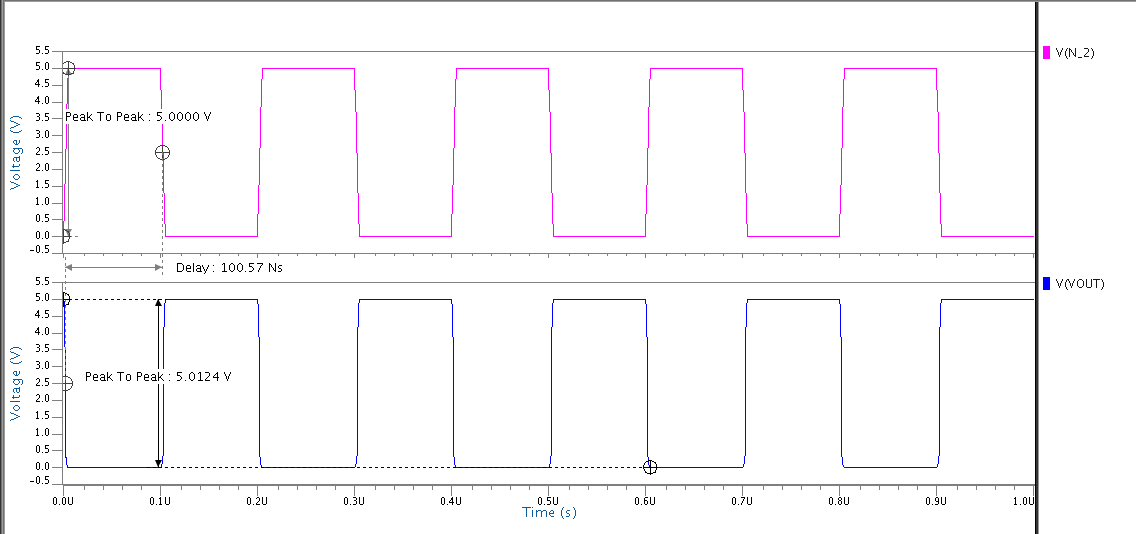 5.5
5.0
4.5
4.0
3.5
3.0
2.5
2.0
1.5
1.0
0.5
0.0
-0.5
Voltage (V)
Peak To Peak : 5.0000 V
V(N_2)
Delay : 100.57 Ns
5.5
5.0
4.5
4.0
3.5
3.0
2.5
2.0
1.5
1.0
0.5
0.0
-0.5
Voltage (V)
Peak To Peak : 5.0124 V
V(VOUT)
0.0U 0.1U 0.2U 0.3U 0.4U 0.5U 0.6U 0.7U 0.8U 0.9U 1.0U
Time (s)